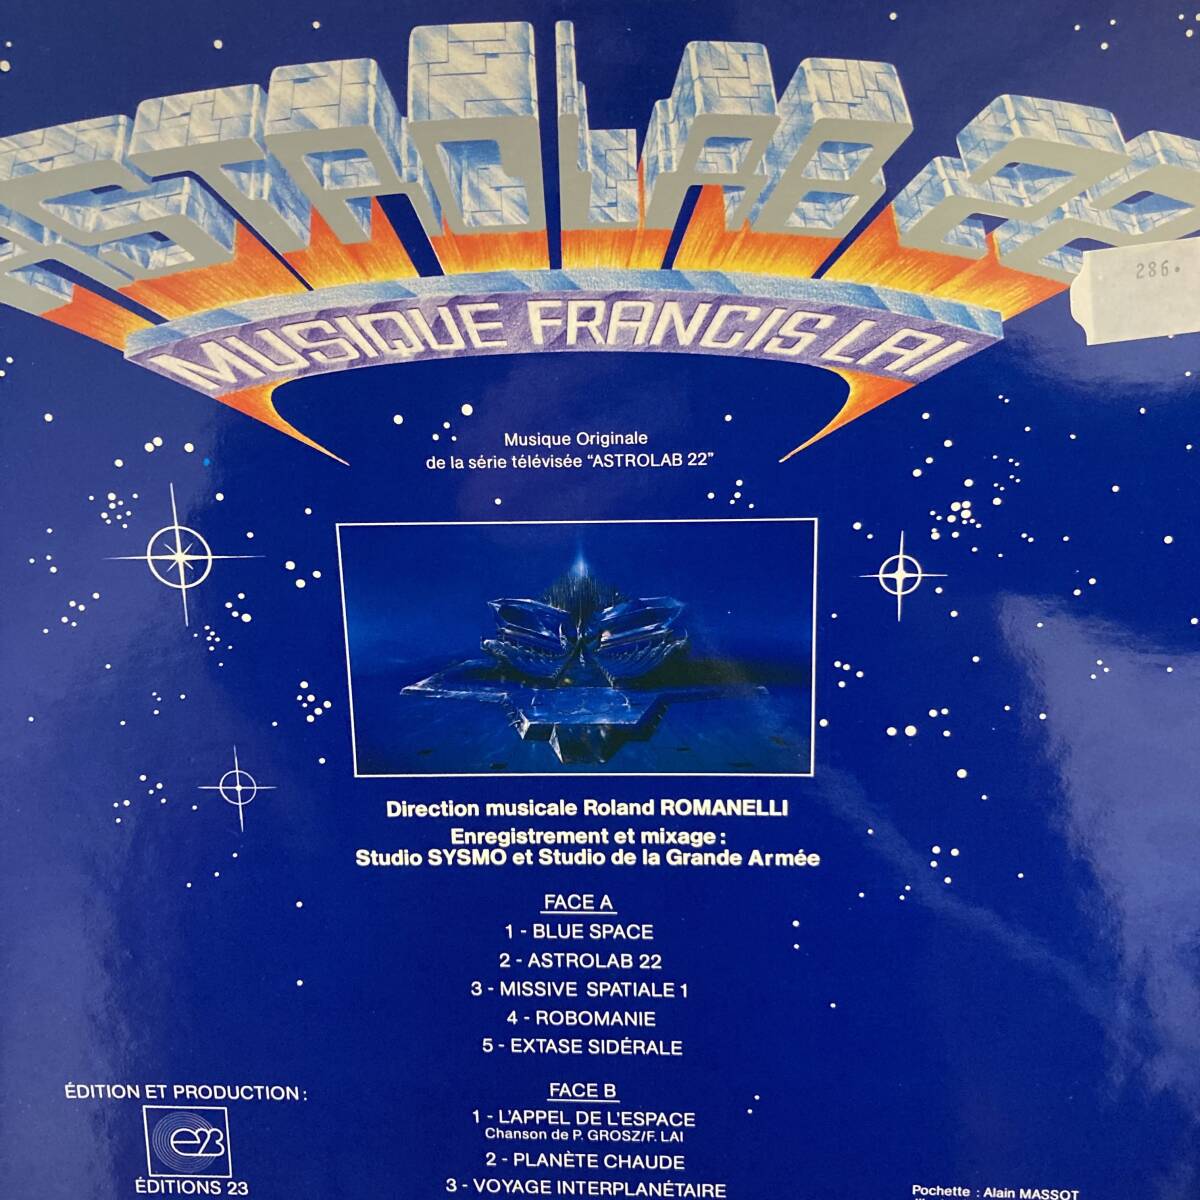 ASTROLAB 22
286.
MUSIQUE FRANCIS LAI
Musique Originale
de la série télévisée “ASTROLAB 22”
Direction musicale Roland ROMANELLI
Enregistrement et mixage :
Studio SYSMO et Studio de la Grande Armée
FACE A
1 - BLUE SPACE
2 - ASTROLAB 22
3 - MISSIVE SPATIALE 1
4 - ROBOMANIE
5 - EXTASE SIDÉRALE
FACE B
1 - L'APPEL DE L'ESPACE
Chanson de P. GROSZ/F. LAI
2 - PLANÈTE CHAUDE
3 - VOYAGE INTERPLANÉTAIRE
ÉDITION ET PRODUCTION :
e23
ÉDITIONS 23
Pochette : Alain MASSOT